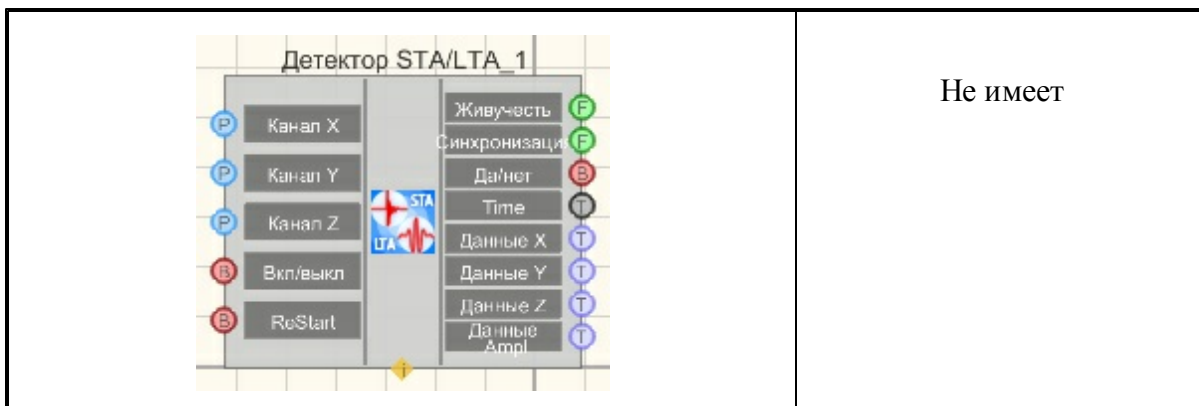 Детектор STA/LTA_1
Не имеет
P Канал X
P Канал Y
P Канал Z
B Вкл/выкл
B ReStart
STA
LTA
Живучесть F
Синхронизаци F
Да/нет B
Time T
Данные X T
Данные Y T
Данные Z T
Данные
Ampl T
i